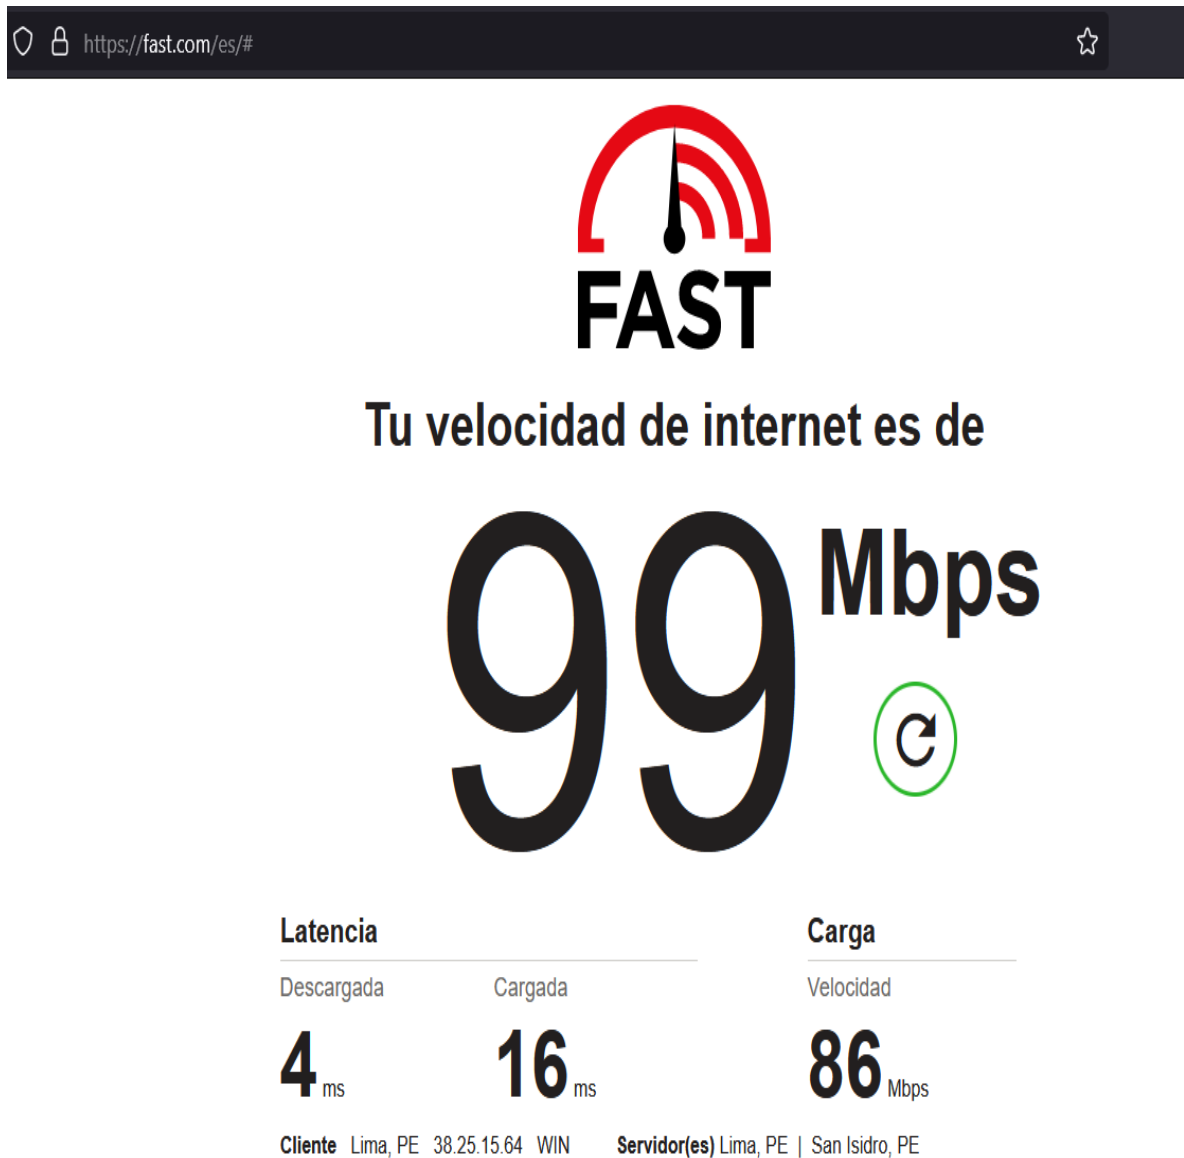 https://fast.com/es/#
FAST
Tu velocidad de internet es de
99 Mbps
Latencia
Carga
Descargada
Cargada
Velocidad
4 ms
16 ms
86 Mbps
Cliente Lima, PE 38.25.15.64 WIN Servidor(es) Lima, PE | San Isidro, PE